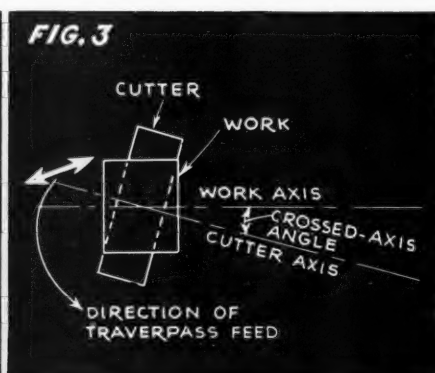 FIG. 3
CUTTER
WORK
WORK AXIS
CROSSED-AXIS
ANGLE
CUTTER AXIS
DIRECTION OF
TRAVERPASS FEED